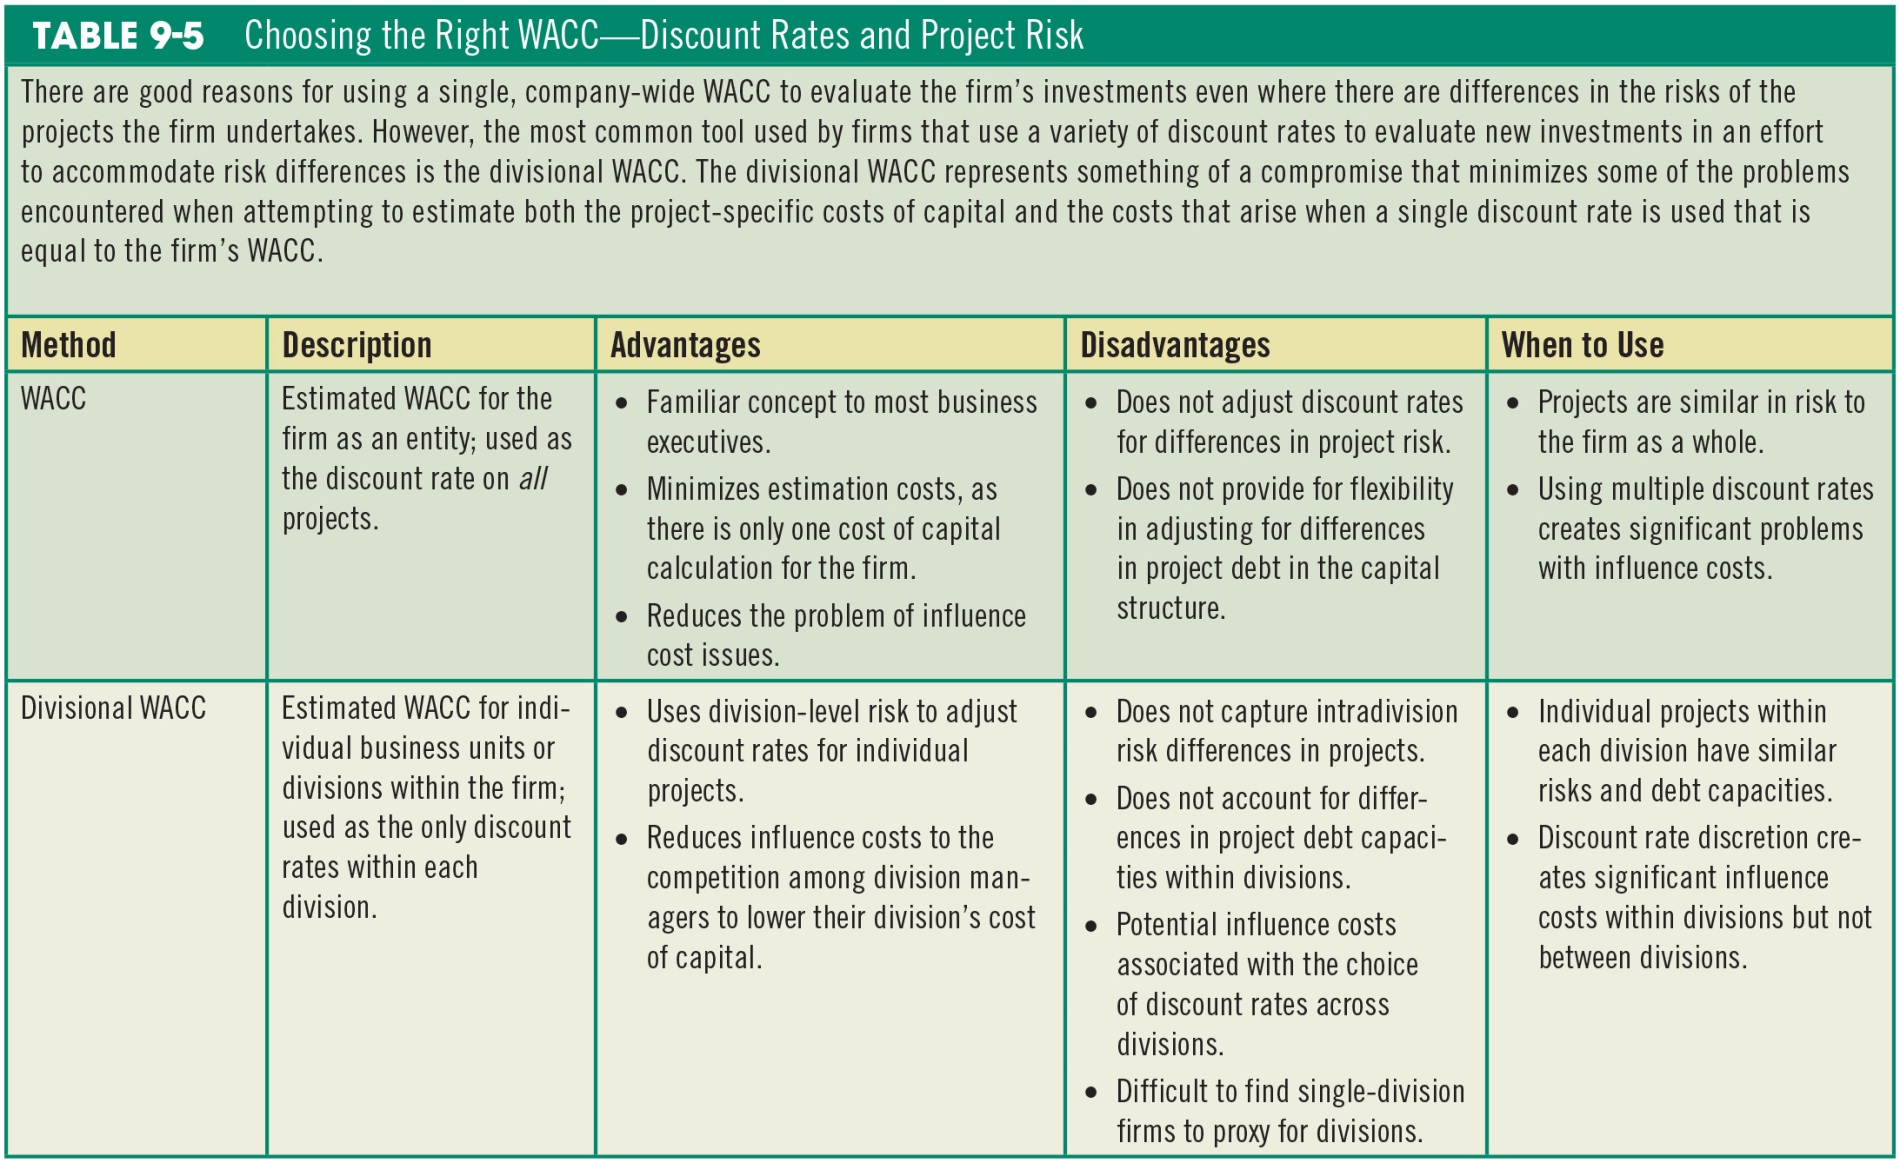 TABLE 9-5 Choosing the Right WACC—Discount Rates and Project Risk
There are good reasons for using a single, company-wide WACC to evaluate the firm's investments even where there are differences in the risks of the
projects the firm undertakes. However, the most common tool used by firms that use a variety of discount rates to evaluate new investments in an effort
to accommodate risk differences is the divisional WACC. The divisional WACC represents something of a compromise that minimizes some of the problems
encountered when attempting to estimate both the project-specific costs of capital and the costs that arise when a single discount rate is used that is
equal to the firm's WACC.
Method
Description
Advantages
Disadvantages
When to Use
WACC
Estimated WACC for the
firm as an entity; used as
the discount rate on all
projects.
• Familiar concept to most business
executives.
• Minimizes estimation costs, as
there is only one cost of capital
calculation for the firm.
• Reduces the problem of influence
cost issues.
• Does not adjust discount rates
for differences in project risk.
• Does not provide for flexibility
in adjusting for differences
in project debt in the capital
structure.
• Projects are similar in risk to
the firm as a whole.
• Using multiple discount rates
creates significant problems
with influence costs.
Divisional WACC
Estimated WACC for indi-
vidual business units or
divisions within the firm;
used as the only discount
rates within each
division.
• Uses division-level risk to adjust
discount rates for individual
projects.
• Reduces influence costs to the
competition among division man-
agers to lower their division's cost
of capital.
• Does not capture intradivision
risk differences in projects.
• Does not account for differ-
ences in project debt capaci-
ties within divisions.
• Potential influence costs
associated with the choice
of discount rates across
divisions.
• Difficult to find single-division
firms to proxy for divisions.
• Individual projects within
each division have similar
risks and debt capacities.
• Discount rate discretion cre-
ates significant influence
costs within divisions but not
between divisions.